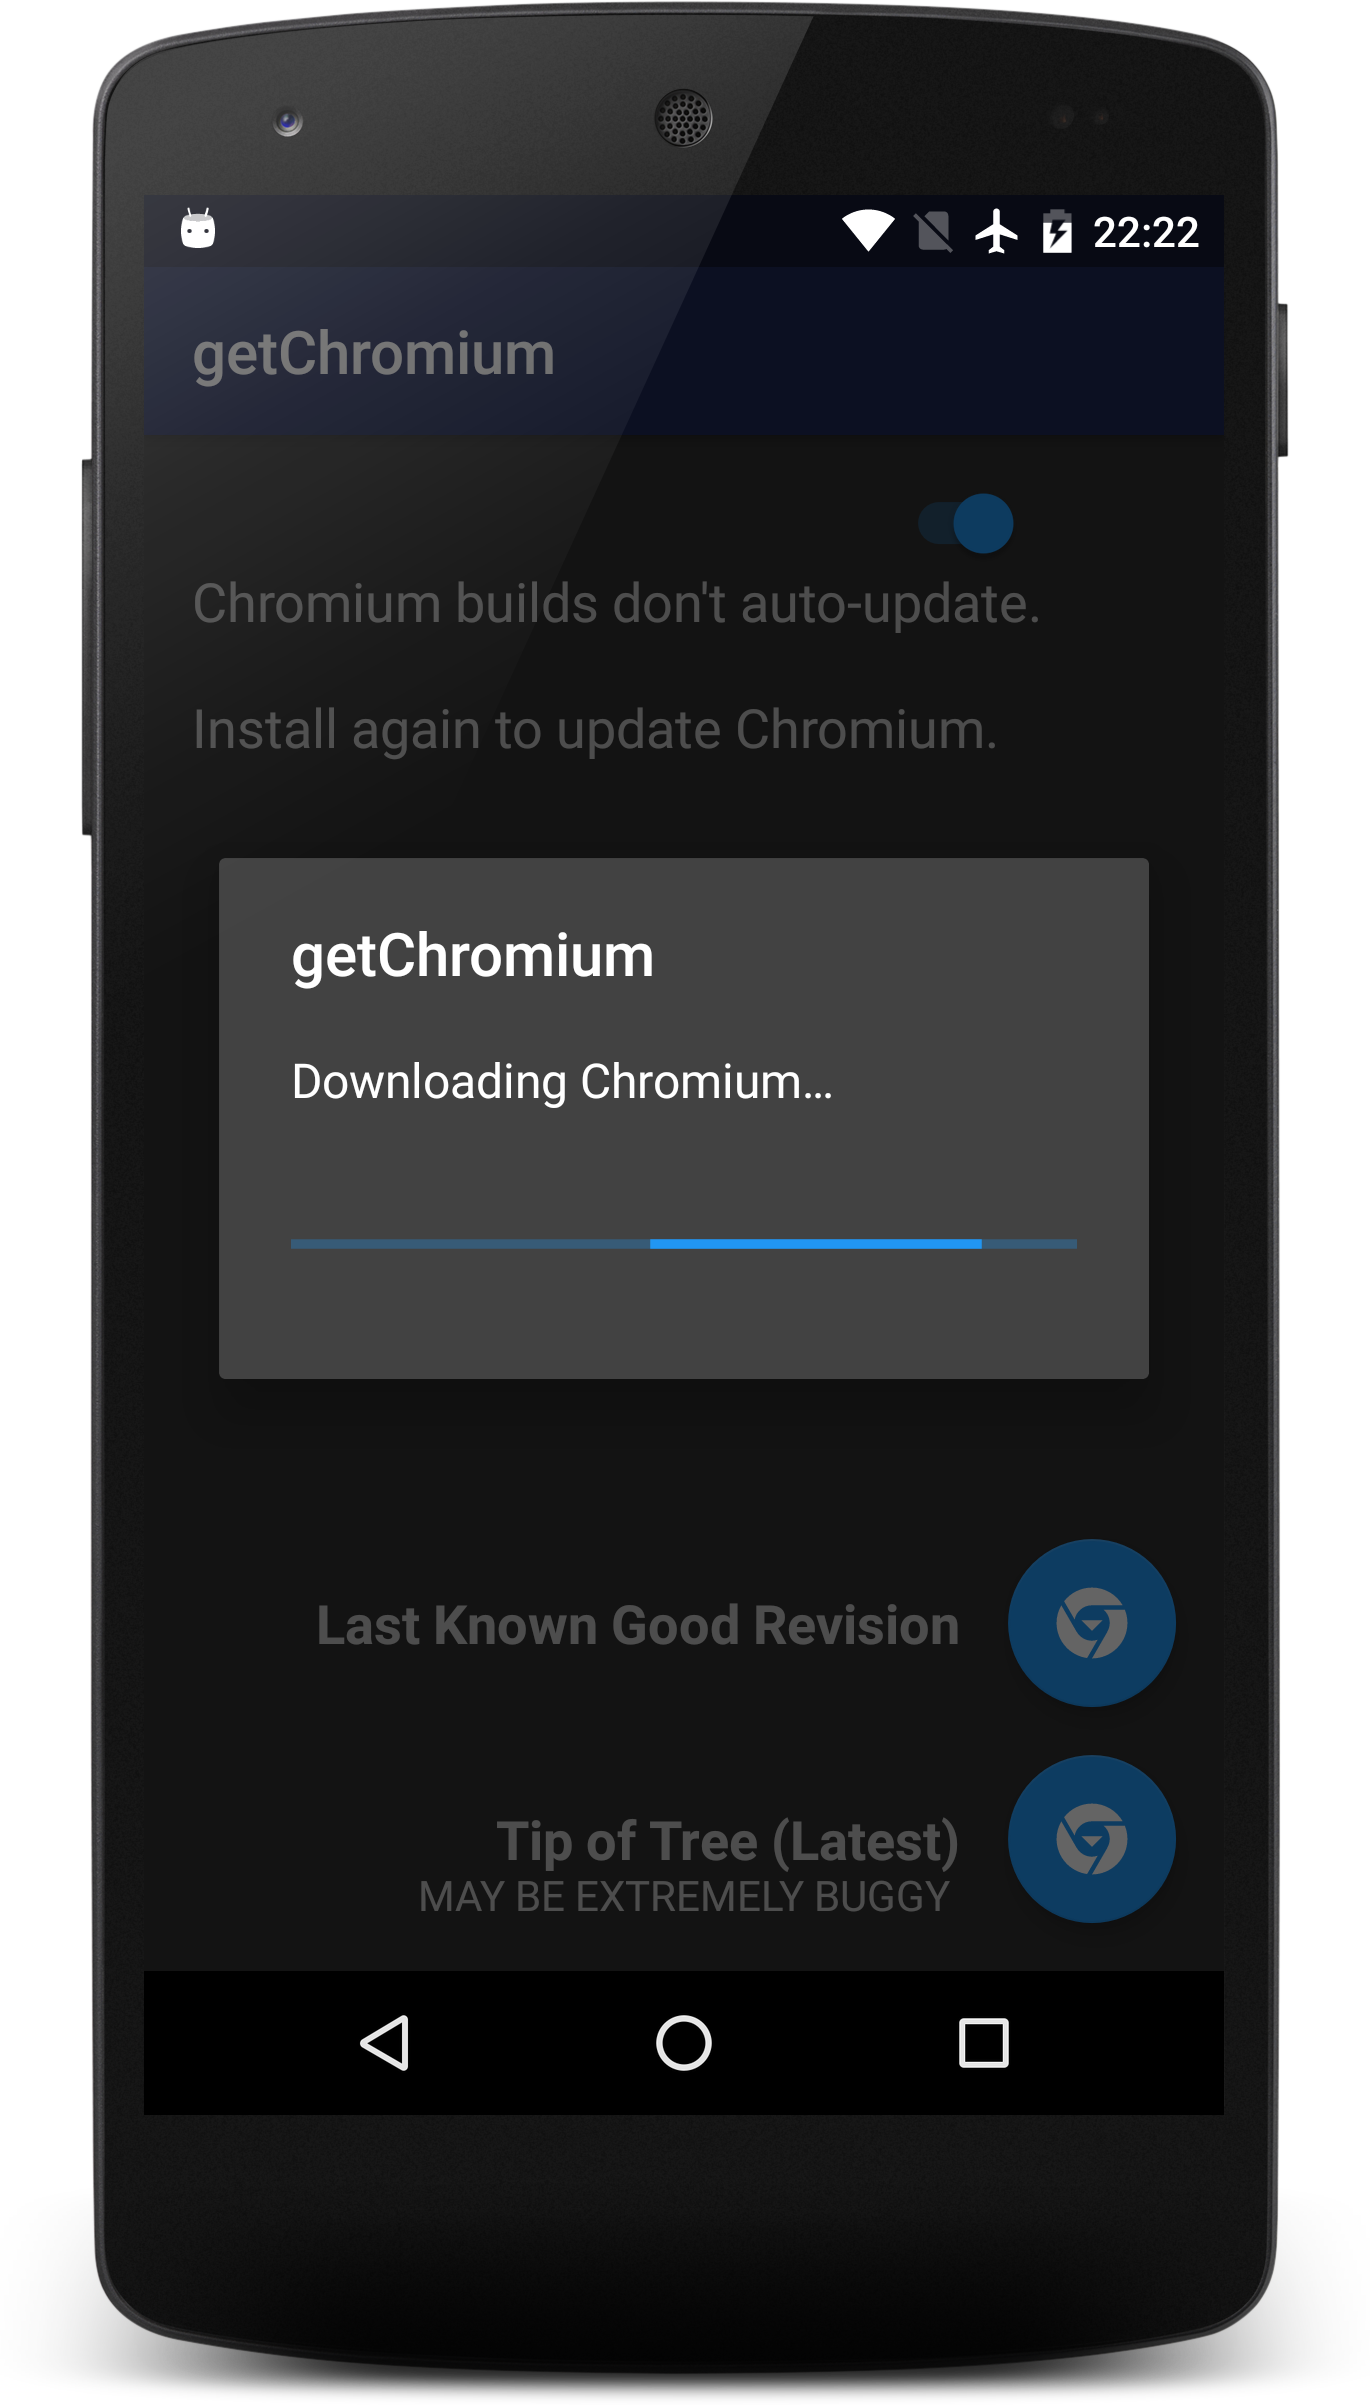 22:22
getChromium
Chromium builds don't auto-update.
Install again to update Chromium.
getChromium
Downloading Chromium...
Last Known Good Revision
Tip of Tree (Latest)
MAY BE EXTREMELY BUGGY